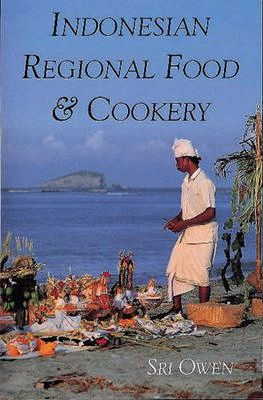 INDONESIAN
REGIONAL FOOD
& COOKERY
SRI OWEN